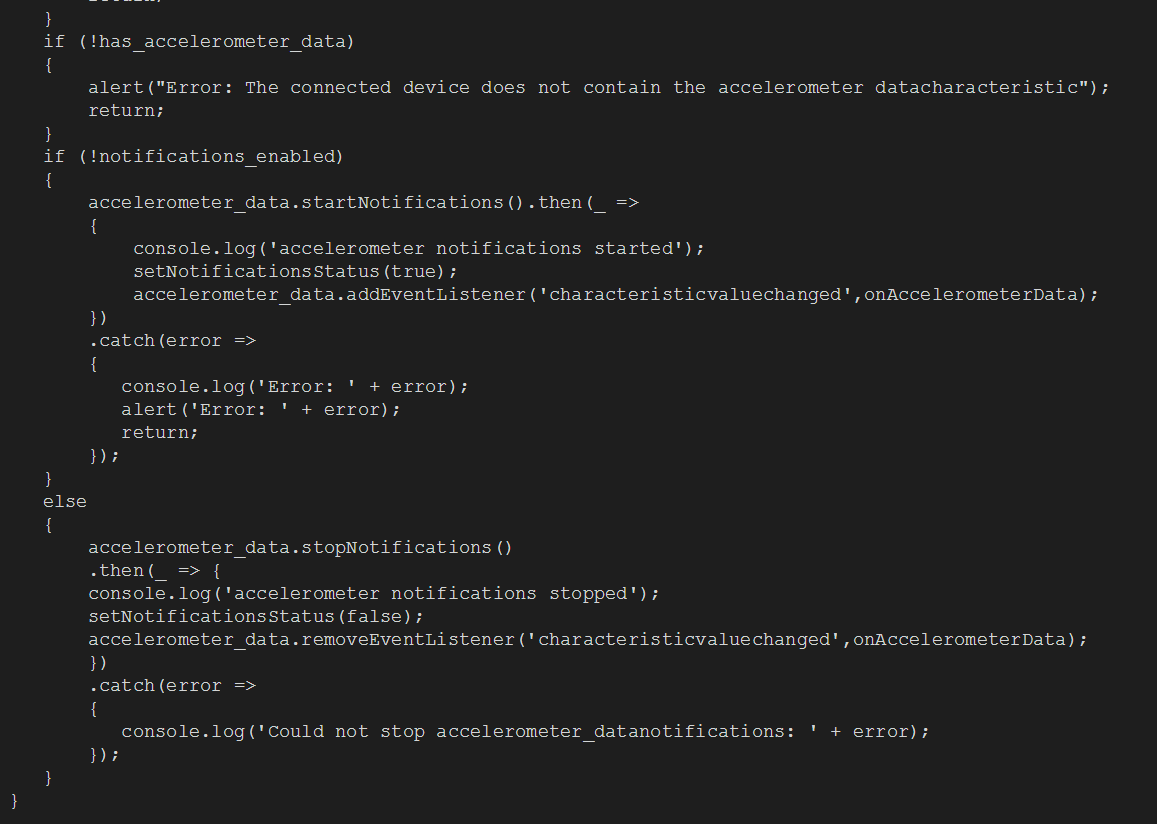 }
if (!has_accelerometer_data)
{
alert("Error: The connected device does not contain the accelerometer datacharacteristic");
return;
}
if (!notifications_enabled)
{
accelerometer_data.startNotifications().then(_ =>
{
console.log('accelerometer notifications started');
setNotificationsStatus(true);
accelerometer_data.addEventListener('characteristicvaluechanged',onAccelerometerData);
})
.catch(error =>
{
console.log('Error: ' + error);
alert('Error: ' + error);
return;
});
}
else
{
accelerometer_data.stopNotifications()
.then(_ => {
console.log('accelerometer notifications stopped');
setNotificationsStatus(false);
accelerometer_data.removeEventListener('characteristicvaluechanged',onAccelerometerData);
})
.catch(error =>
{
console.log('Could not stop accelerometer_datanotifications: ' + error);
});
}
}